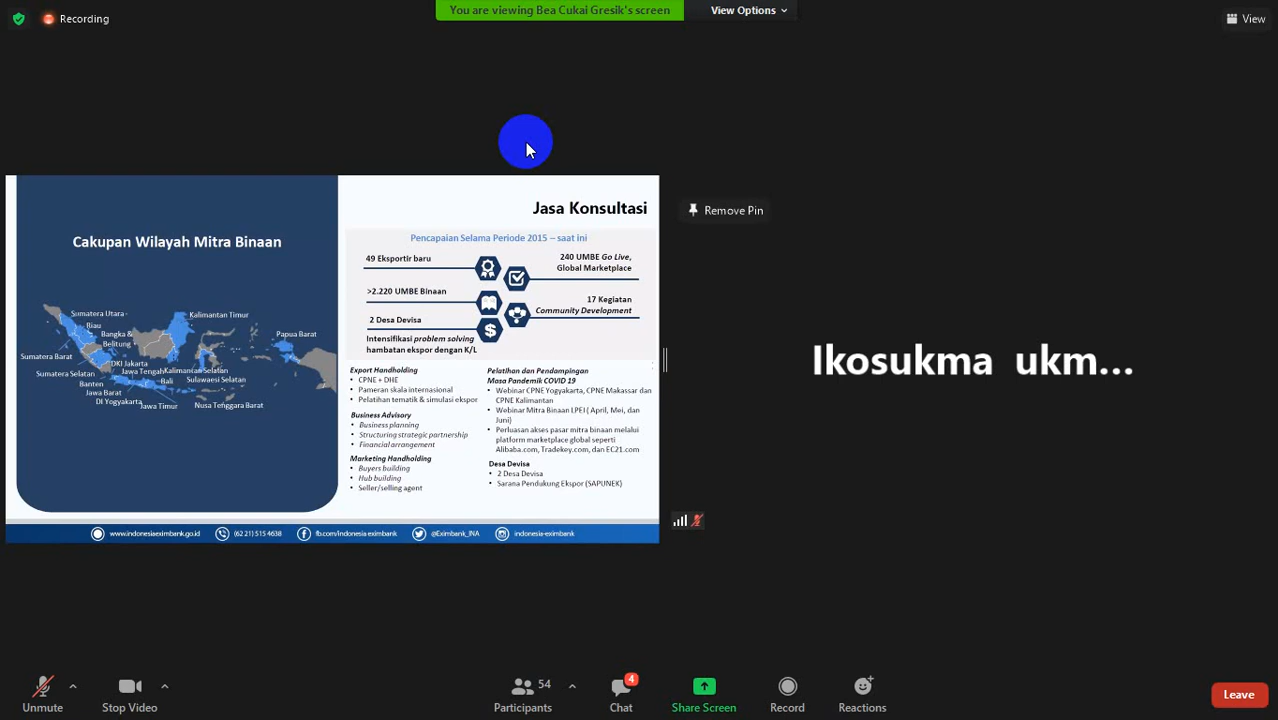 Recording
You are viewing Bea Cukai Gresik's screen
View Options
View
Cakupan Wilayah Mitra Binaan
Sumatera Utara -
Riau
Bangka &
Belitung
Kalimantan Timur
Papua Barat
Sumatera Barat
DKI Jakarta
Sumatera Selatan
Jawa Tengah
Kalimantan Selatan
Banten
Bali
Sulawesi Selatan
Jawa Barat
DI Yogyakarta
Jawa Timur
Nusa Tenggara Barat
Jasa Konsultasi
Pencapaian Selama Periode 2015 – saat ini
49 Eksportir baru
240 UMBE Go Live,
Global Marketplace
>2.220 UMBE Binaan
17 Kegiatan
Community Development
2 Desa Devisa
$
Intensifikasi problem solving
hambatan ekspor dengan K/L
Export Handholding
• CPNE + DHE
• Pameran skala internasional
• Pelatihan tematik & simulasi ekspor
Business Advisory
• Business planning
• Structuring strategic partnership
• Financial arrangement
Marketing Handholding
• Buyers building
• Hub building
• Seller/selling agent
Pelatihan dan Pendampingan
Masa Pandemik COVID 19
• Webinar CPNE Yogyakarta, CPNE Makassar dan
CPNE Kalimantan
• Webinar Mitra Binaan LPEI ( April, Mei, dan
Juni)
• Perluasan akses pasar mitra binaan melalui
platform marketplace global seperti
Alibaba.com, Tradekey.com, dan EC21.com
Desa Devisa
• 2 Desa Devisa
• Sarana Pendukung Ekspor (SAPUNEK)
www.indonesiaeximbank.go.id
(62 21) 515 4638
fb.com/indonesia eximbank
@Eximbank_INA
indonesia-eximbank
Remove Pin
Ikosukma ukm...
Unmute
Stop Video
54
Participants
4
Chat
Share Screen
Record
Reactions
Leave